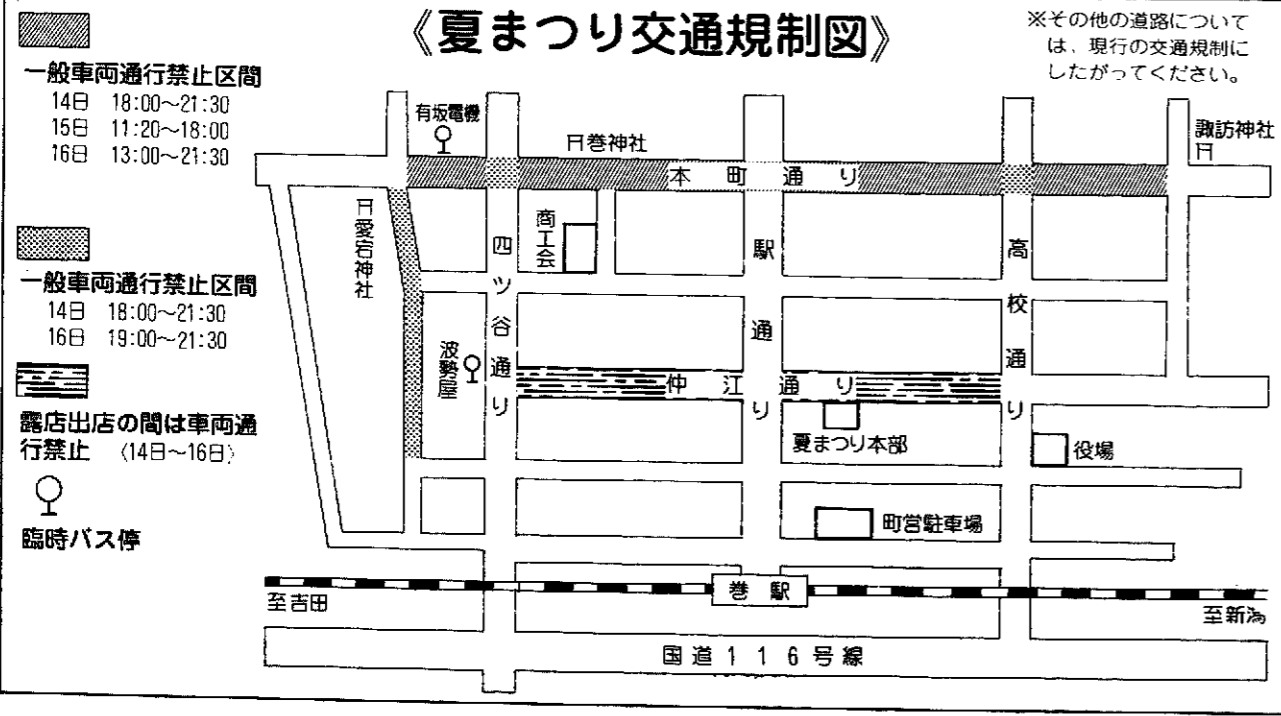 《夏まつり交通規制図》
※その他の道路について
は、現行の交通規制に
したがってください。
一般車両通行禁止区間
14日 18:00～21:30
15日 11:20～18:00
16日 13:00～21:30
一般車両通行禁止区間
14日 18:00～21:30
16日 19:00～21:30
露店出店の間は車両通
行禁止 (14日～16日)
臨時バス停
有坂電機
巻神社
諏訪神社
本町通り
愛宕神社
四ツ谷通り
商工会
駅通り
高校通り
波勢屋
仲江通り
夏まつり本部
役場
町営駐車場
巻駅
至吉田
至新潟
国道116号線